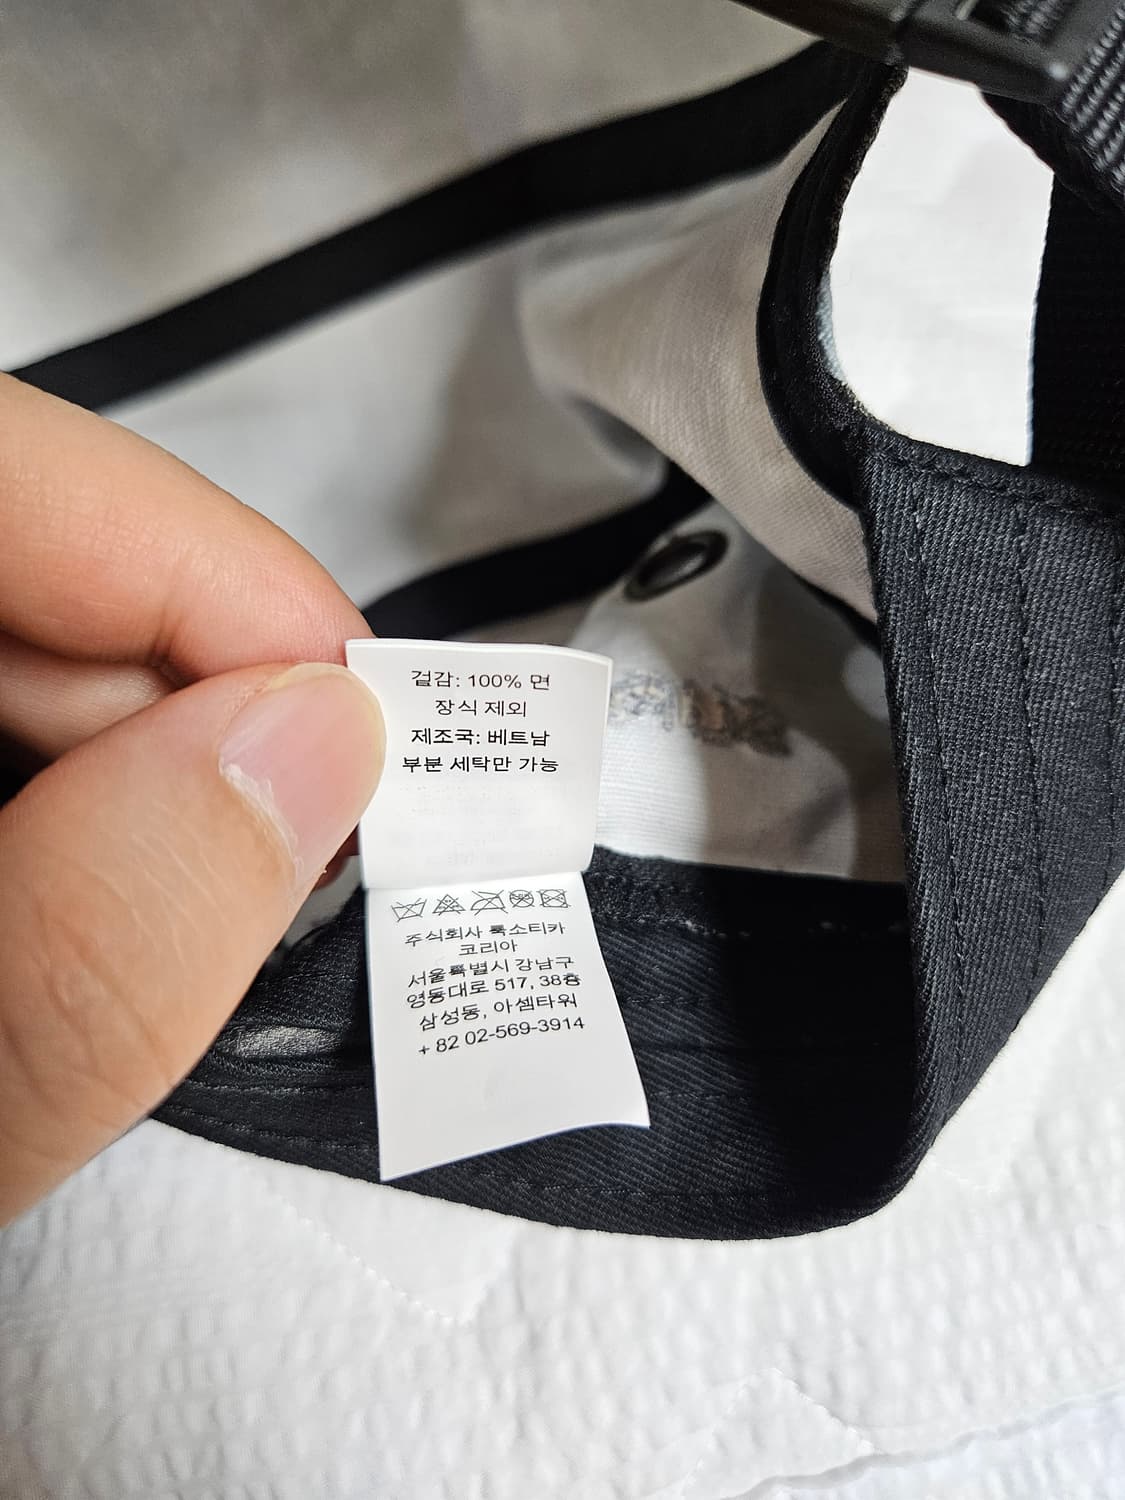 겉감: 100% 면
장식 제외
제조국: 베트남
부분 세탁만 가능
주식회사 룩소티카
코리아
서울특별시 강남구
영동대로 517, 38층
삼성동, 아셈타워
+ 82 02-569-3914